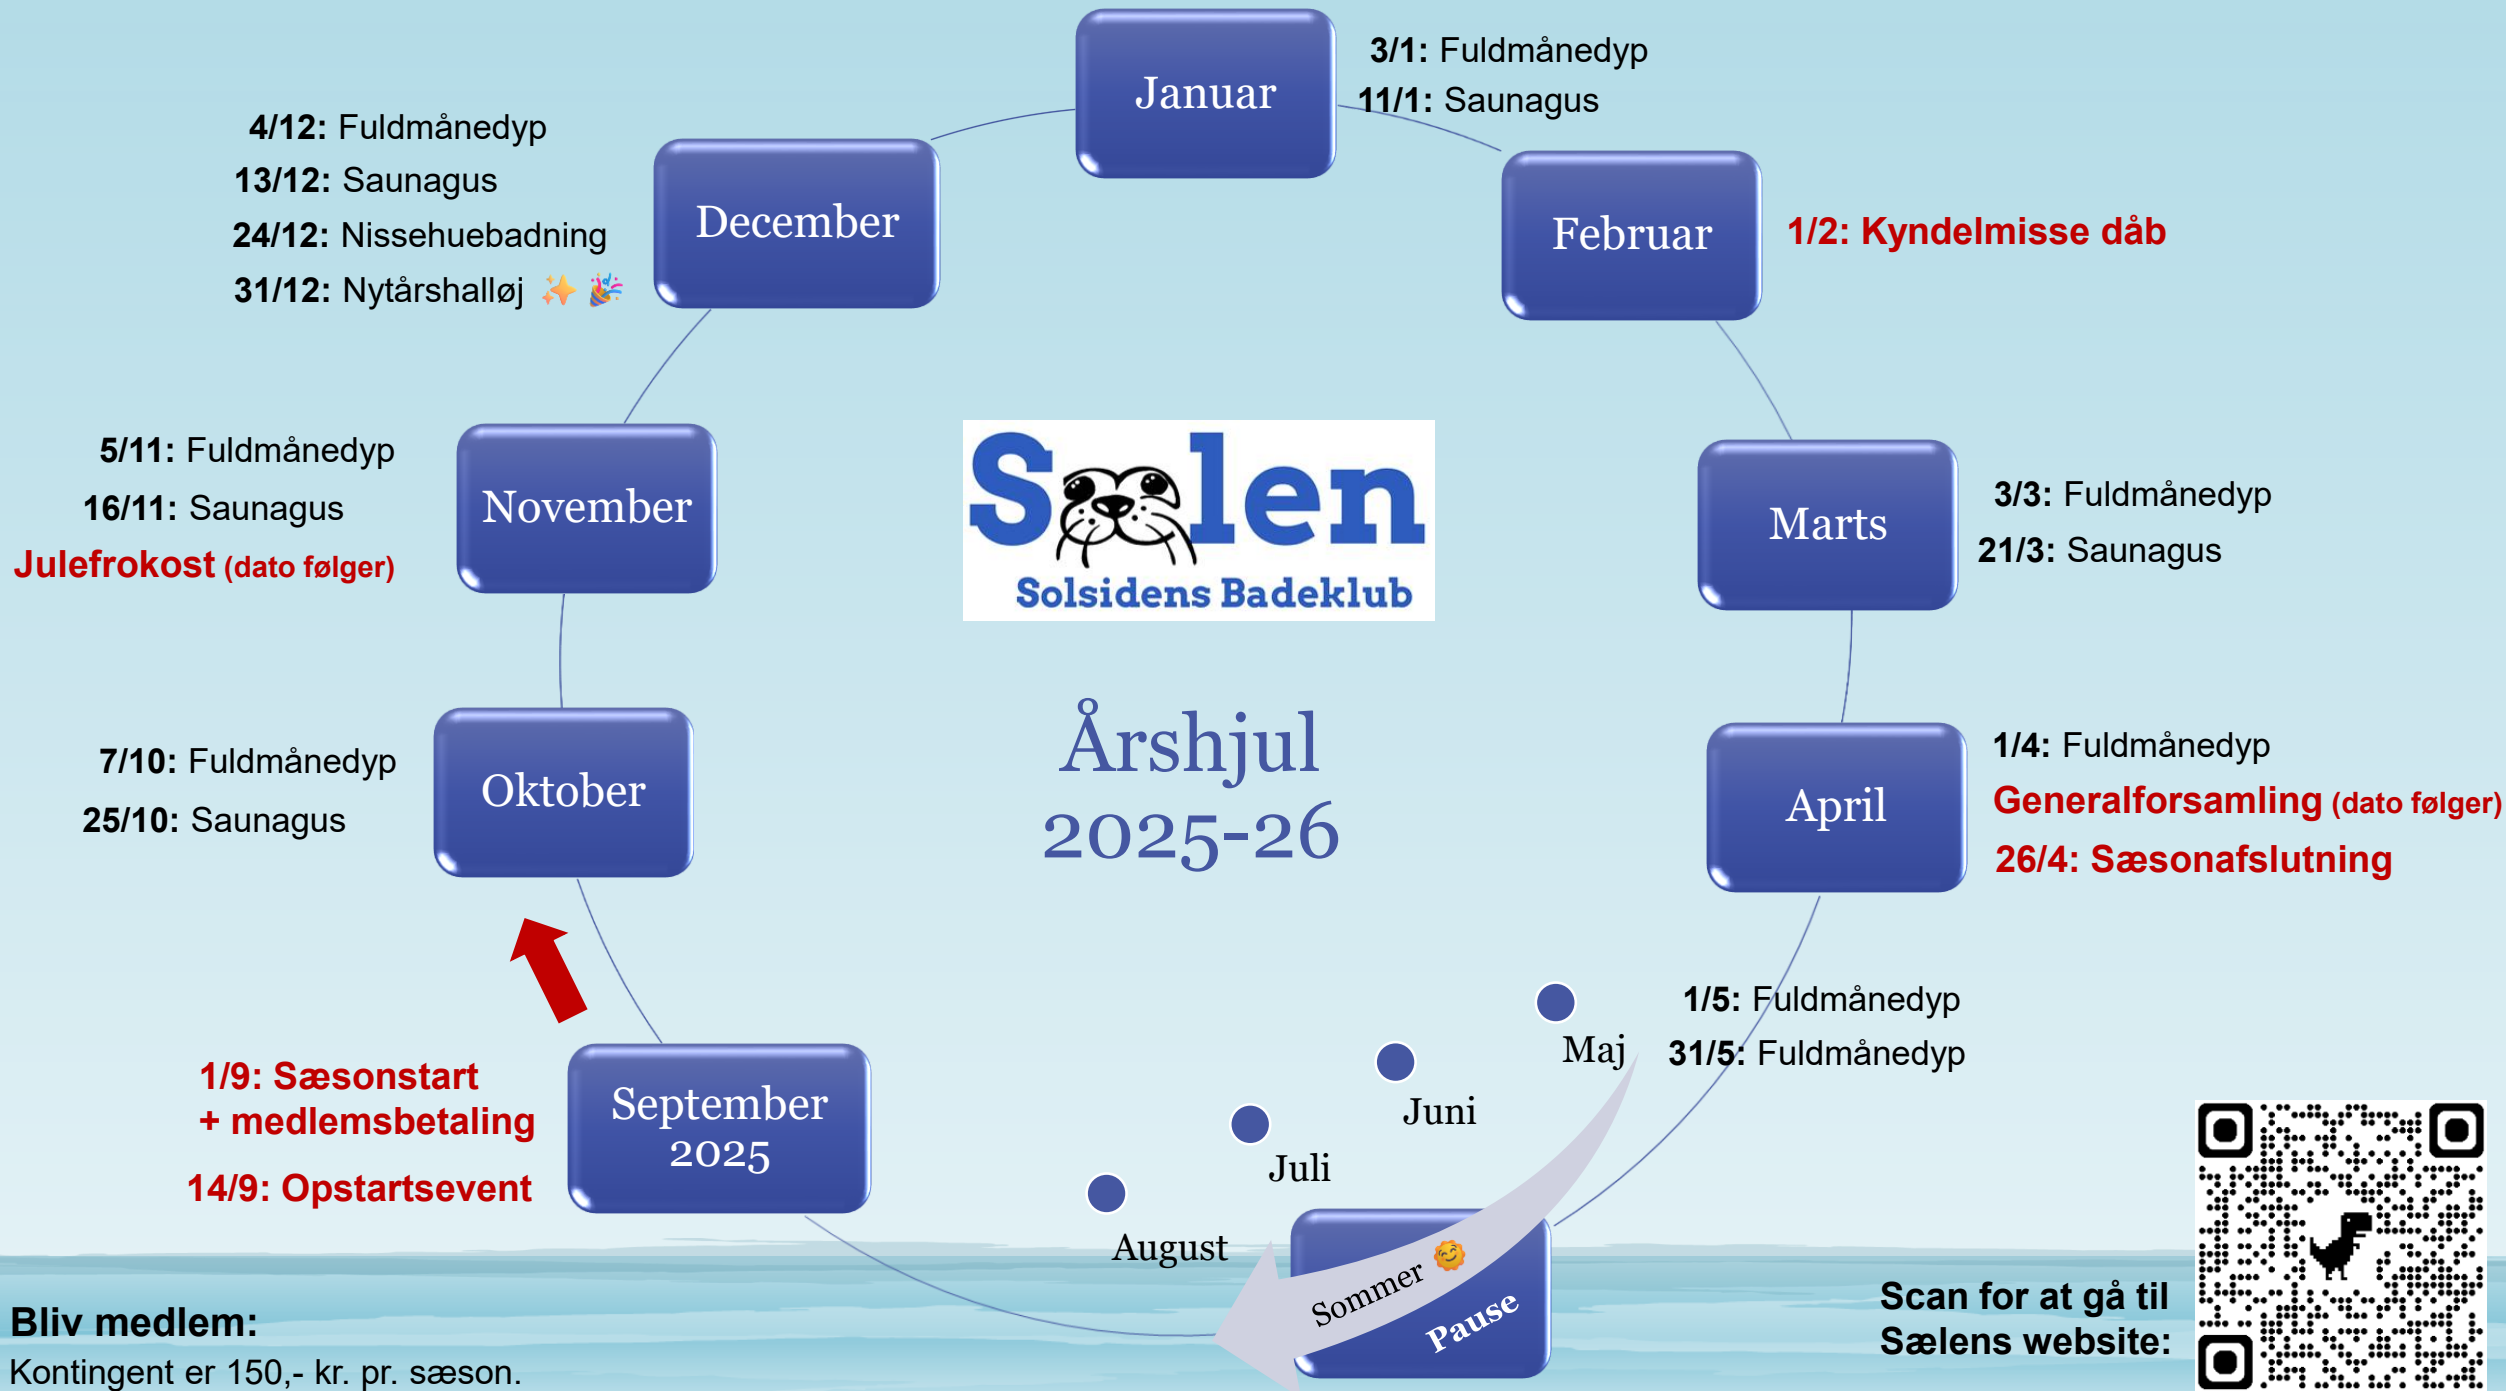 Januar
3/1: Fuldmånedyp
11/1: Saunagus
Februar
1/2: Kyndelmisse dåb
Marts
3/3: Fuldmånedyp
21/3: Saunagus
April
1/4: Fuldmånedyp
Generalforsamling (dato følger)
26/4: Sæsonafslutning
Maj
1/5: Fuldmånedyp
31/5: Fuldmånedyp
Juni
Juli
August
Sommer 🌞
Pause
September
2025
1/9: Sæsonstart
+ medlemsbetaling
14/9: Opstartsevent
Oktober
7/10: Fuldmånedyp
25/10: Saunagus
November
5/11: Fuldmånedyp
16/11: Saunagus
Julefrokost (dato følger)
December
4/12: Fuldmånedyp
13/12: Saunagus
24/12: Nissehuebadning
31/12: Nytårshalløj ✨ 🎉
Sælen
Solsidens Badeklub
Årshjul
2025-26
Bliv medlem:
Kontingent er 150,- kr. pr. sæson.
Scan for at gå til
Sælens website: